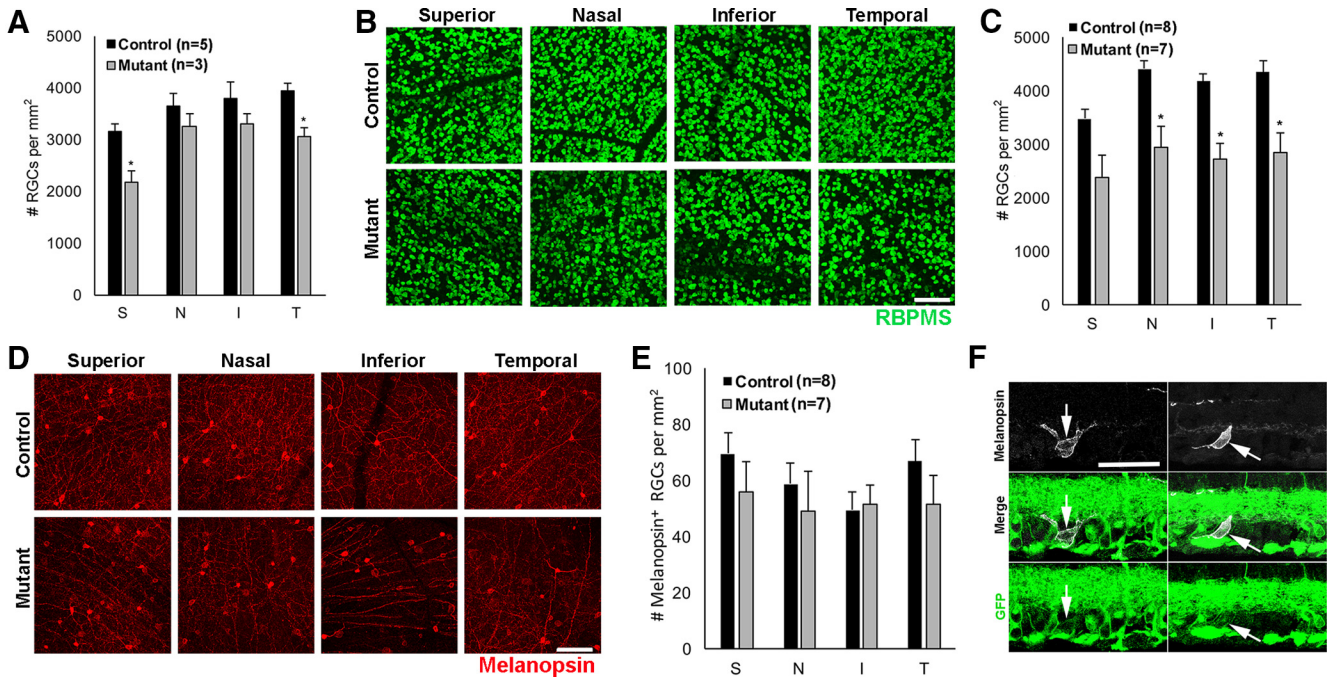 A
# RGCs per mm2
5000
4000
3000
2000
1000
0
Control (n=5)
Mutant (n=3)
*
*
S N I T
B
Superior Nasal Inferior Temporal
Control
Mutant
RBPMS
C
# RGCs per mm2
5000
4000
3000
2000
1000
0
Control (n=8)
Mutant (n=7)
* * *
S N I T
D
Superior Nasal Inferior Temporal
Control
Mutant
Melanopsin
E
# Melanopsin+ RGCs per mm2
100
80
60
40
20
0
Control (n=8)
Mutant (n=7)
S N I T
F
Melanopsin
Merge
GFP